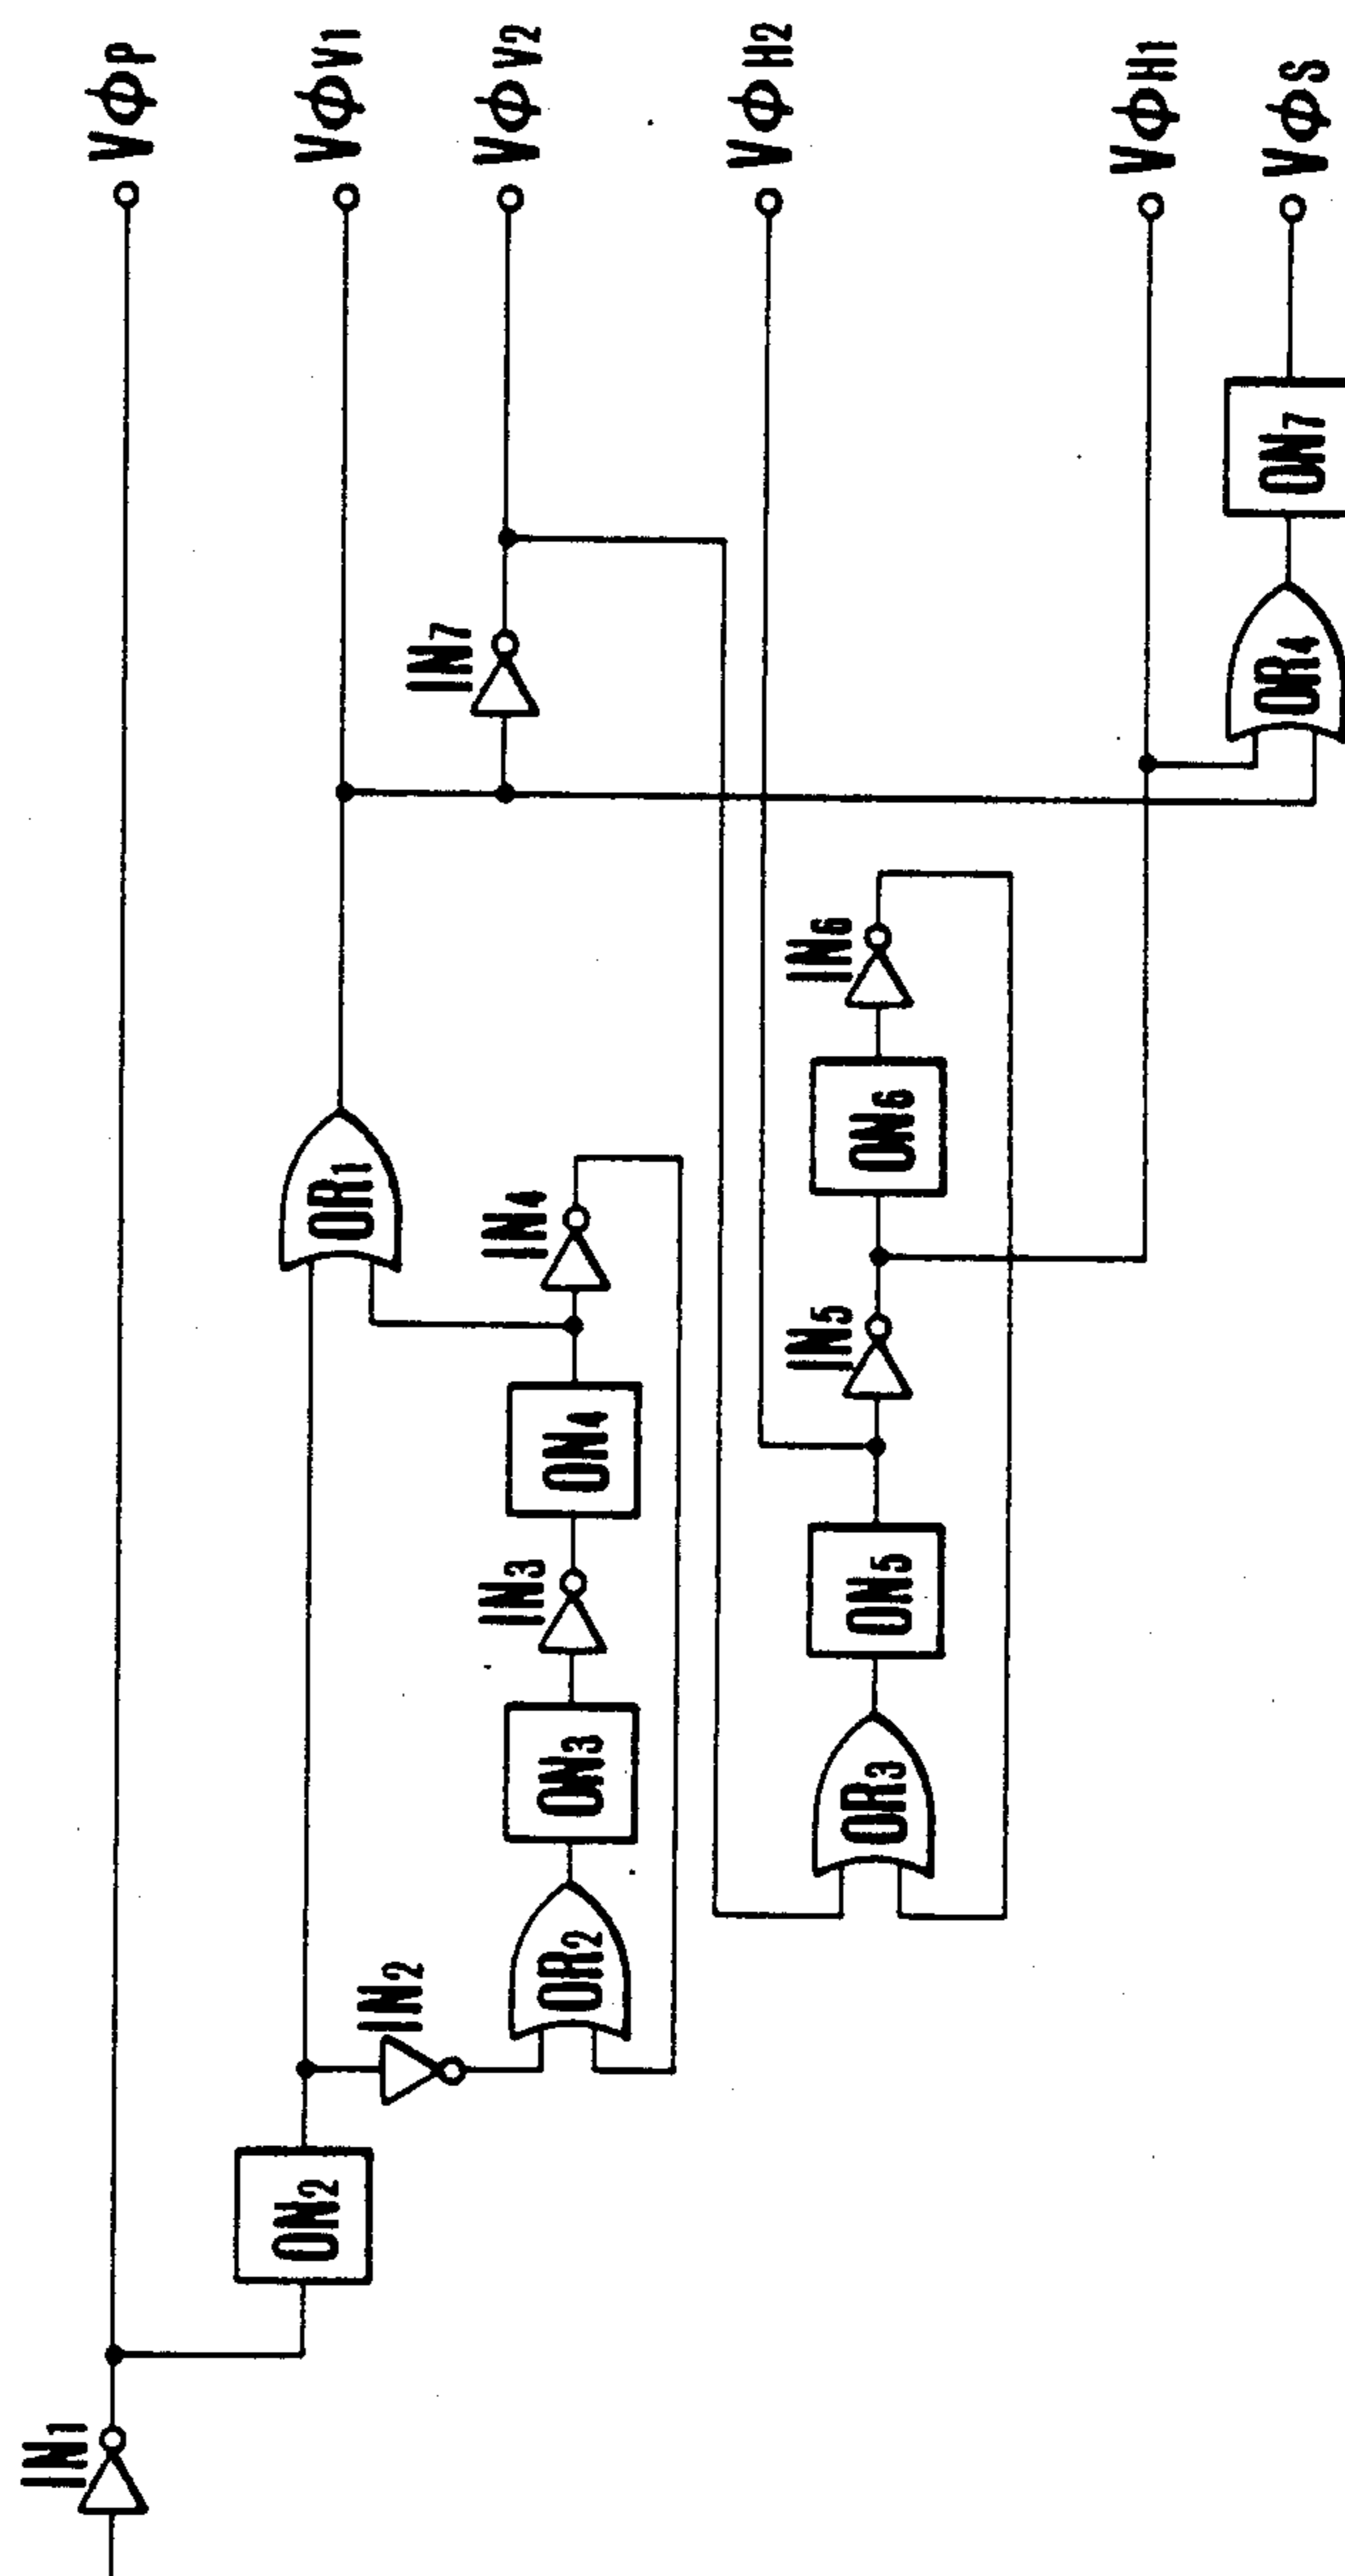 IN1
ON2
IN2
OR2
ON3
IN3
ON4
IN4
OR1
OR3
ON5
IN5
ON6
IN6
IN7
OR4
ON7
VΦP
VΦV1
VΦV2
VΦH2
VΦH1
VΦS